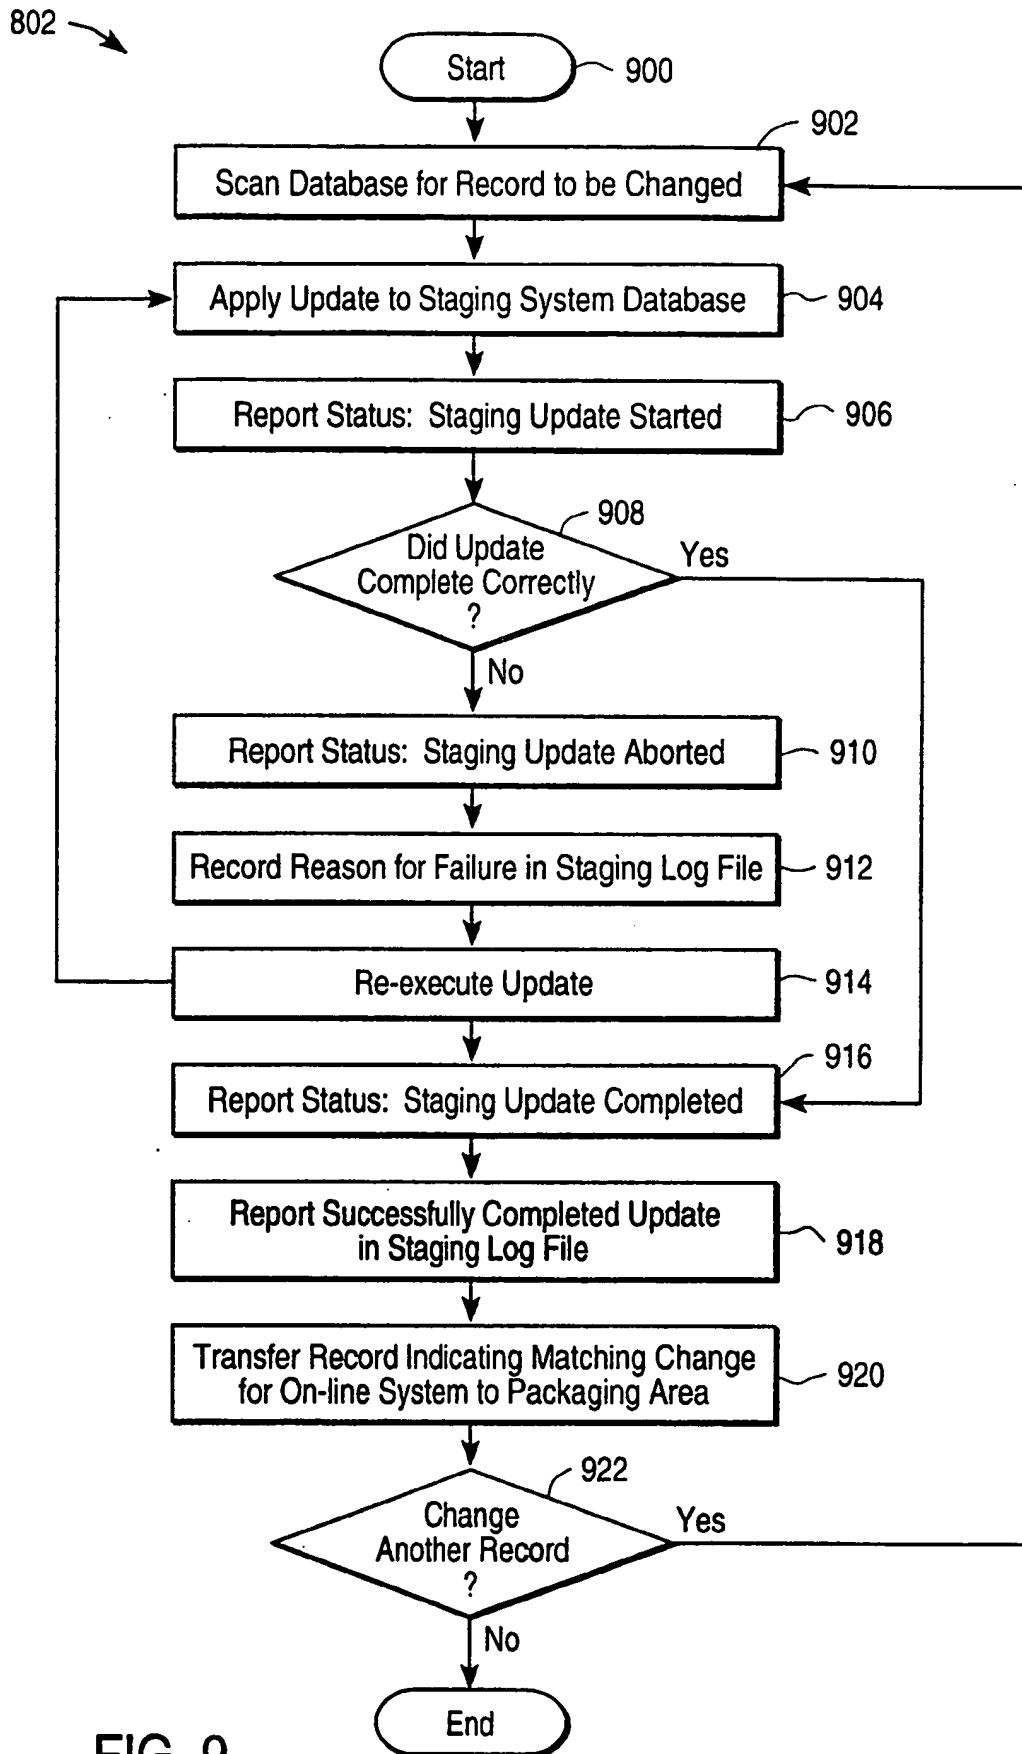 802
Start
900
902
Scan Database for Record to be Changed
Apply Update to Staging System Database
904
Report Status: Staging Update Started
906
908
Did Update
Complete Correctly
?
Yes
No
Report Status: Staging Update Aborted
910
Record Reason for Failure in Staging Log File
912
Re-execute Update
914
916
Report Status: Staging Update Completed
Report Successfully Completed Update
in Staging Log File
918
Transfer Record Indicating Matching Change
for On-line System to Packaging Area
920
922
Change
Another Record
?
Yes
No
End
FIG. 9